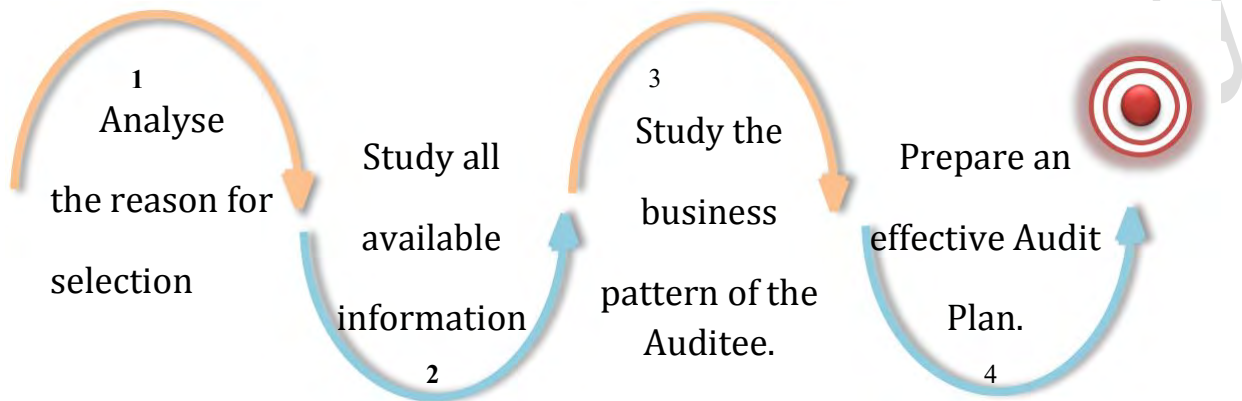 1
Analyse
the reason for
selection
Study all
available
information
2
3
Study the
business
pattern of the
Auditee.
Prepare an
effective Audit
Plan.
4